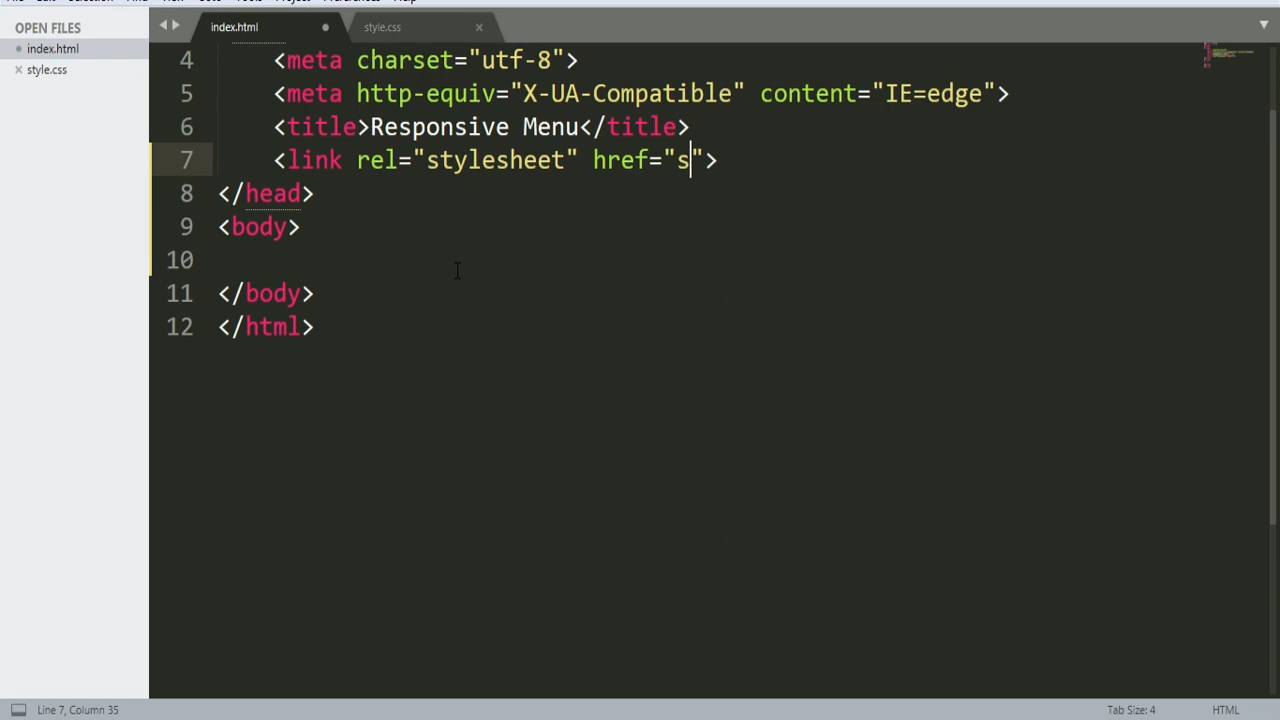 OPEN FILES
index.html
style.css
index.html
style.css
4 <meta charset="utf-8">
5 <meta http-equiv="X-UA-Compatible" content="IE=edge">
6 <title>Responsive Menu</title>
7 <link rel="stylesheet" href="s">
8 </head>
9 <body>
10
11 </body>
12 </html>
Line 7, Column 35
Tab Size: 4
HTML